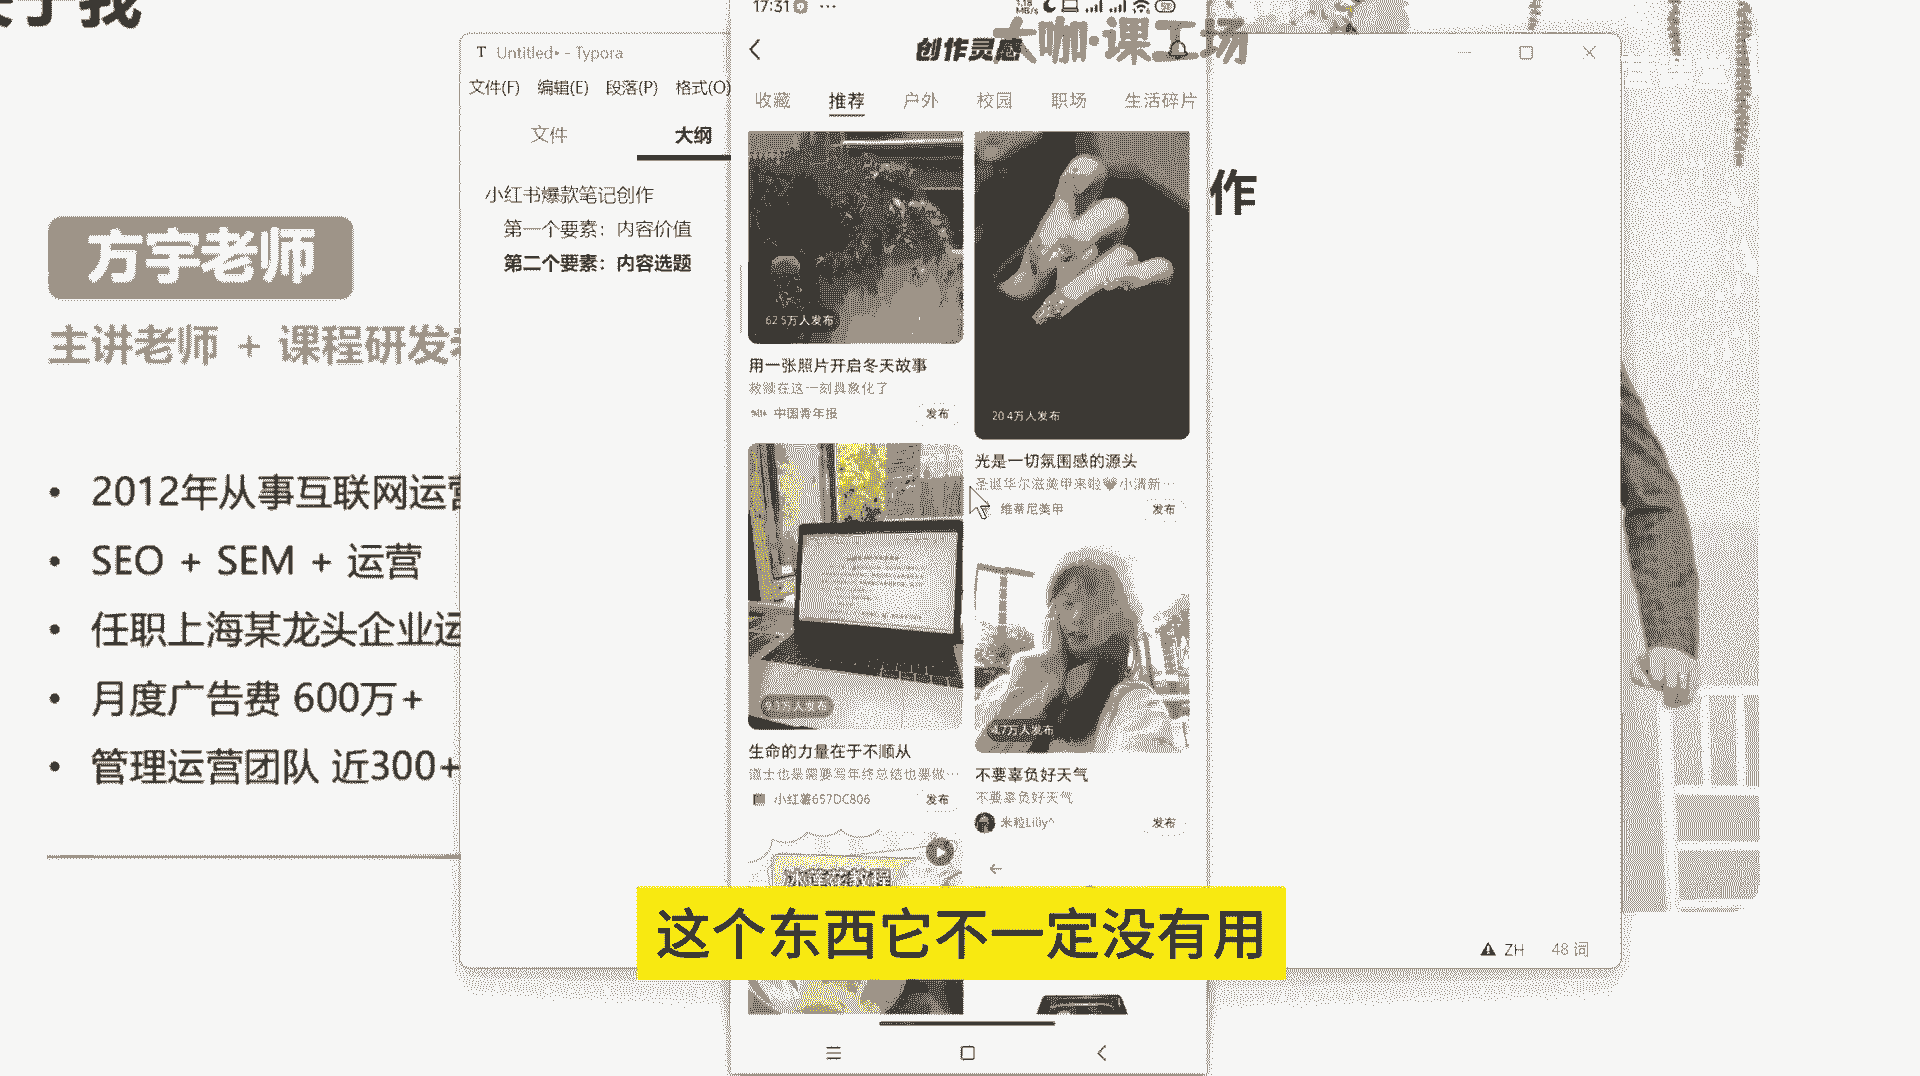 关于我
方宇老师
主讲老师 + 课程研发
2012年从事互联网运营
SEO + SEM + 运营
任职上海某龙头企业运
月度广告费 600万+
管理运营团队 近300+
Untitled• - Typora
文件(F) 编辑(E) 段落(P) 格式(O)
文件 大纲
小红书爆款笔记创作
第一个要素：内容价值
第二个要素：内容选题
作
ZH 48 词
17:31
大咖·课工场
创作灵感
收藏 推荐 户外 校园 职场 生活碎片
62.5万人发布
用一张照片开启冬天故事
救赎在这一刻具象化了
中国青年报 发布
20.4万人发布
光是一切氛围感的源头
圣诞华尔滋美甲来啦🤎小清新…
维蒂尼美甲 发布
9.3万人发布
生命的力量在于不顺从
道士也是需要写年终总结也要做…
小红薯657DC806 发布
4.7万人发布
不要辜负好天气
不要辜负好天气
米粒Lilly^ 发布
这个东西它不一定没有用